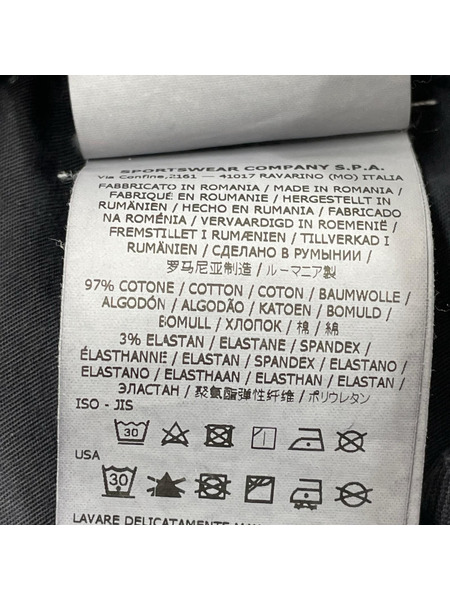 SPORTSWEAR COMPANY S.P.A.
Via Confine,2161 — 41017 RAVARINO (MO) ITALIA
FABBRICATO IN ROMANIA / MADE IN ROMANIA /
FABRIQUÉ EN ROUMANIE / HERGESTELLT IN
RUMÄNIEN / HECHO EN RUMANIA / FABRICADO
NA ROMÉNIA / VERVAARDIGD IN ROEMENIË /
FREMSTILLET I RUMÆNIEN / TILLVERKAD I
RUMÄNIEN / СДЕЛАНО В РУМЫНИИ /
罗马尼亚制造 / ルーマニア製
97% COTONE / COTTON / COTON / BAUMWOLLE /
ALGODÓN / ALGODÃO / KATOEN / BOMULD /
BOMULL / ХЛОПОК / 棉 / 綿
3% ELASTAN / ELASTANE / SPANDEX /
ÉLASTHANNE / ELASTAN / SPANDEX / ELASTANO /
ELASTANO / ELASTHAAN / ELASTHAN / ELASTAN /
ЭЛАСТАН / 聚氨酯弹性纤维 / ポリウレタン
ISO - JIS
30
USA
30
LAVARE DELICATAMENTE